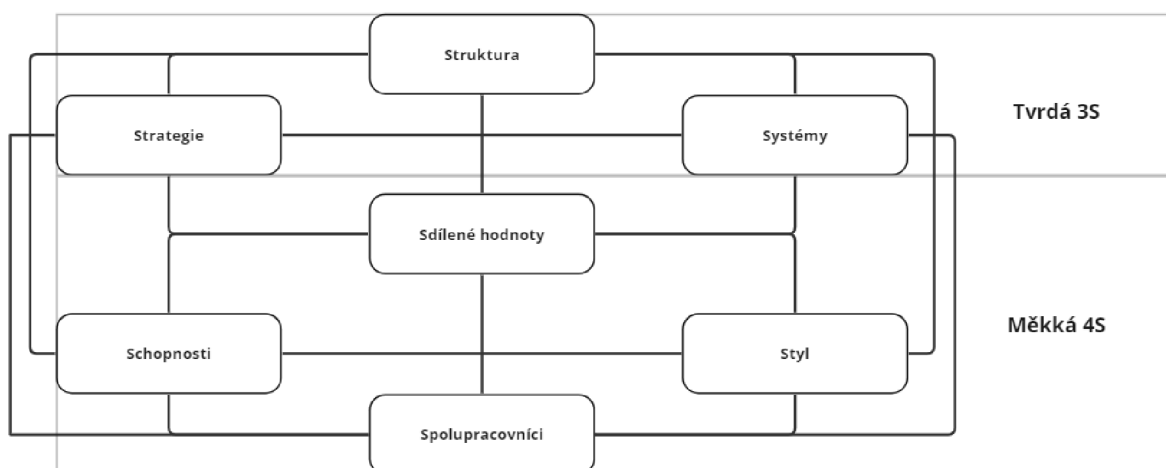 Struktura
Strategie
Systémy
Tvrdá 3S
Sdílené hodnoty
Schopnosti
Styl
Měkká 4S
Spolupracovníci